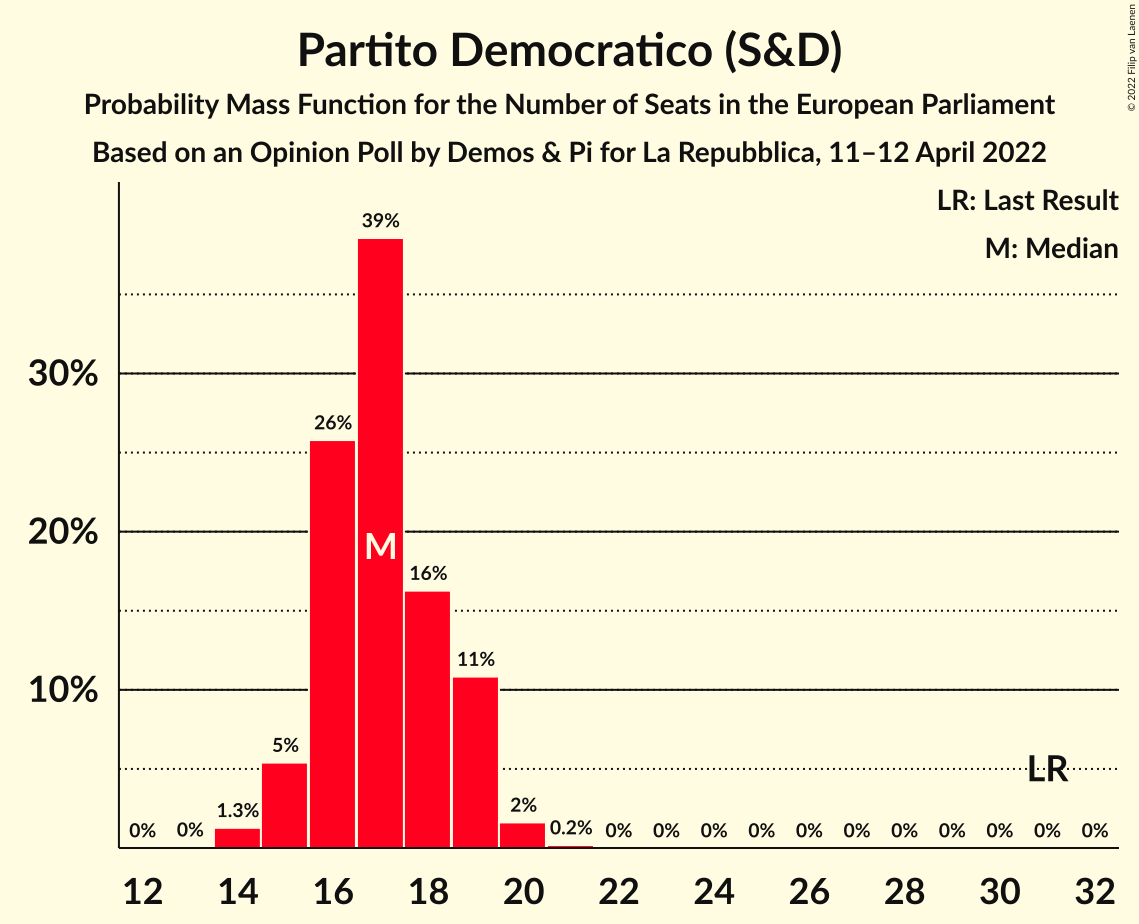 Partito Democratico (S&D)
Probability Mass Function for the Number of Seats in the European Parliament
Based on an Opinion Poll by Demos & Pi for La Repubblica, 11–12 April 2022
© 2022 Filip van Laenen
LR: Last Result
M: Median
39%
30%
26%
20%
M
16%
11%
10%
5%
LR
1.3%
2%
0% 0% 0.2% 0% 0% 0% 0% 0% 0% 0% 0% 0% 0% 0%
12 14 16 18 20 22 24 26 28 30 32